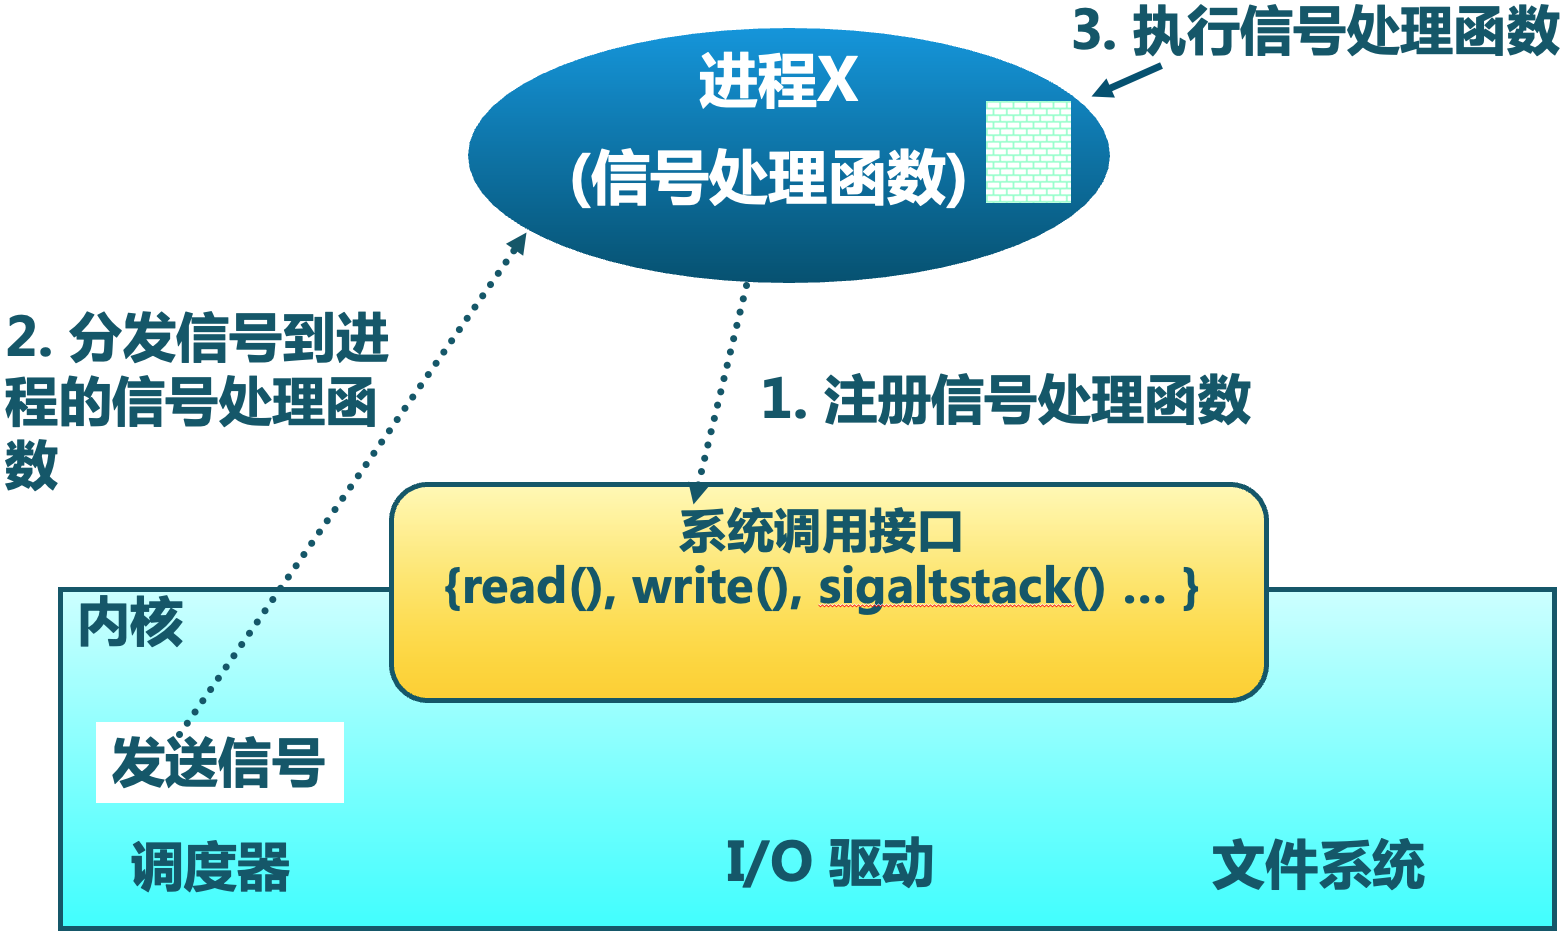 3. 执行信号处理函数
进程X
(信号处理函数)
2. 分发信号到进
程的信号处理函
数
1. 注册信号处理函数
系统调用接口
{read(), write(), sigaltstack() … }
内核
发送信号
调度器
I/O 驱动
文件系统